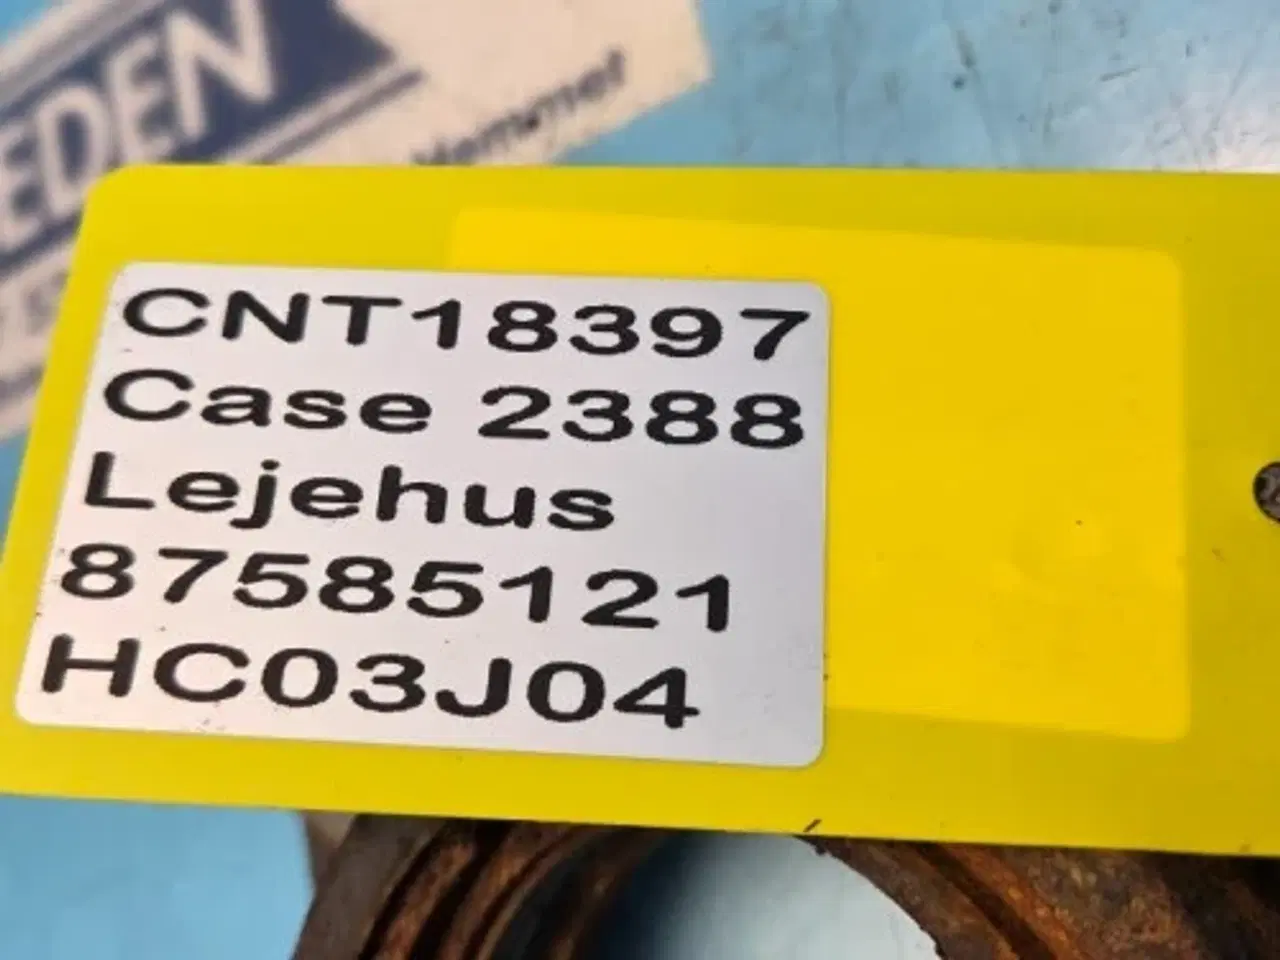 EDEN
CNT18397
Case 2388
Lejehus
87585121
HC03J04